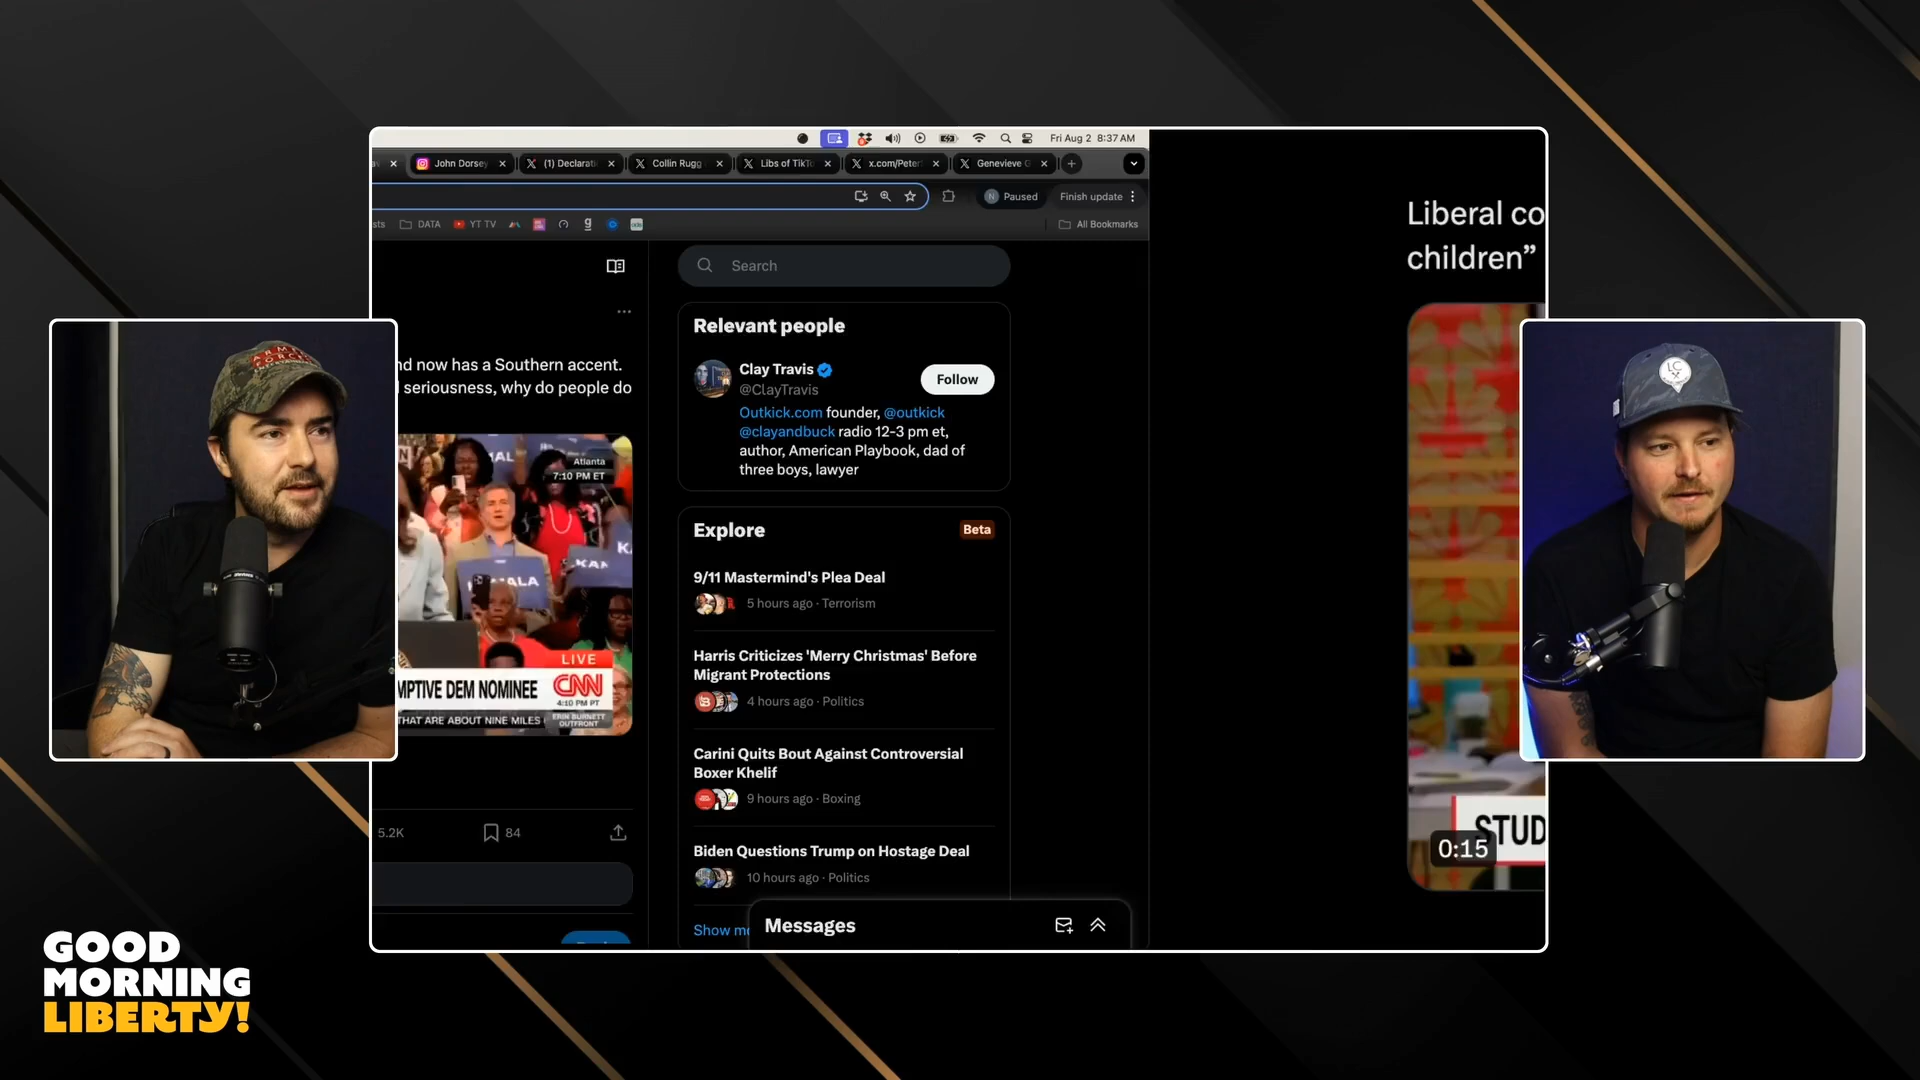 Fri Aug 2 8:37 AM
John Dorsey
(1) Declarati
Collin Rugg
Libs of TikTo
x.com/Peter
Genevieve G
N Paused
Finish update
sts
DATA
YT TV
g
All Bookmarks
Liberal co
children”
Search
nd now has a Southern accent.
l seriousness, why do people do
Relevant people
Clay Travis
@ClayTravis
Follow
Outkick.com founder, @outkick
@clayandbuck radio 12-3 pm et,
author, American Playbook, dad of
three boys, lawyer
ARMED
FORCES
LC
Atlanta
7:10 PM ET
KAMALA
LIVE
MPTIVE DEM NOMINEE
CNN
4:10 PM PT
THAT ARE ABOUT NINE MILES
ERIN BURNETT
OUTFRONT
Explore
Beta
9/11 Mastermind's Plea Deal
5 hours ago · Terrorism
Harris Criticizes 'Merry Christmas' Before
Migrant Protections
4 hours ago · Politics
Carini Quits Bout Against Controversial
Boxer Khelif
9 hours ago · Boxing
Biden Questions Trump on Hostage Deal
10 hours ago · Politics
Show mo
Messages
5.2K
84
STUD
0:15
GOOD
MORNING
LIBERTY!